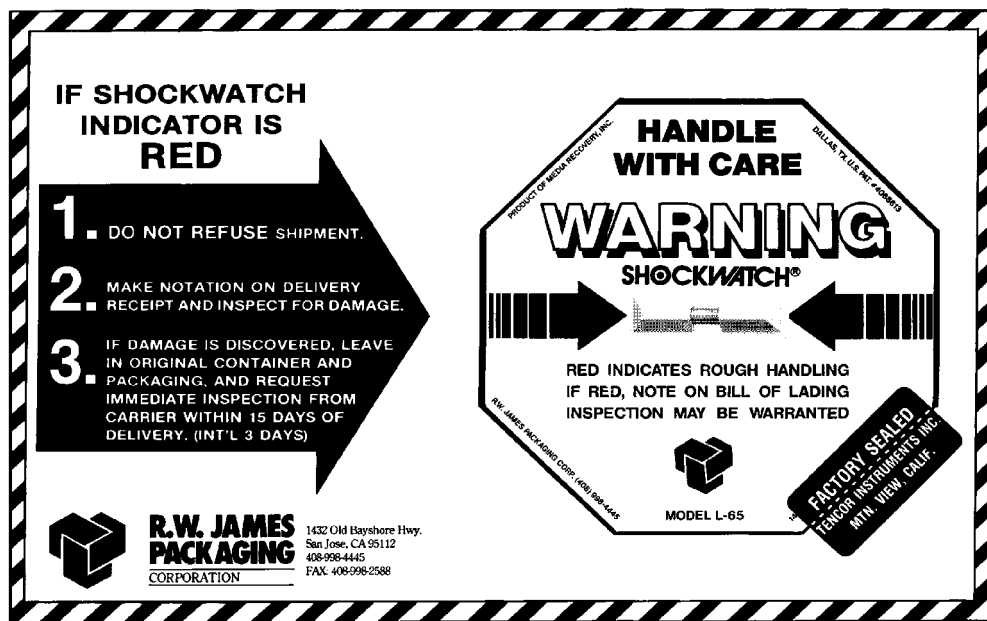 IF SHOCKWATCH
INDICATOR IS
RED
1. DO NOT REFUSE SHIPMENT.
2. MAKE NOTATION ON DELIVERY
RECEIPT AND INSPECT FOR DAMAGE.
3. IF DAMAGE IS DISCOVERED, LEAVE
IN ORIGINAL CONTAINER AND
PACKAGING, AND REQUEST
IMMEDIATE INSPECTION FROM
CARRIER WITHIN 15 DAYS OF
DELIVERY. (INT'L 3 DAYS)
R.W. JAMES
PACKAGING
CORPORATION
1432 Old Bayshore Hwy.
San Jose, CA 95112
408-998-4445
FAX: 408-998-2588
PRODUCT OF MEDIA RECOVERY, INC.
DALLAS, TX. U.S. PAT. #4068613
HANDLE
WITH CARE
WARNING
SHOCKWATCH®
RED INDICATES ROUGH HANDLING
IF RED, NOTE ON BILL OF LADING
INSPECTION MAY BE WARRANTED
R.W. JAMES PACKAGING CORP. (408) 998-4445
MODEL L-65
FACTORY SEALED
TENCOR INSTRUMENTS INC.
MTN. VIEW, CALIF.